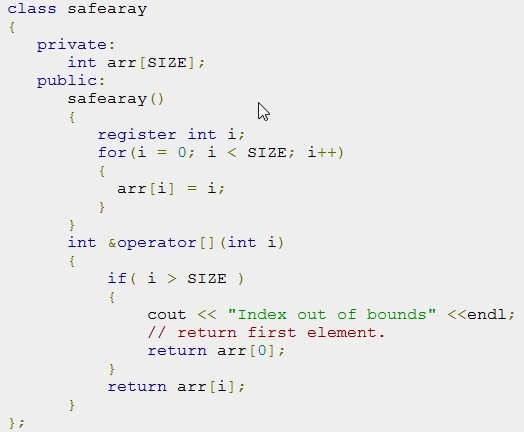 class safearay
{
   private:
      int arr[SIZE];
   public:
      safearay()
      {
         register int i;
         for(i = 0; i < SIZE; i++)
         {
           arr[i] = i;
         }
      }
      int &operator[](int i)
      {
          if( i > SIZE )
          {
              cout << "Index out of bounds" <<endl;
              // return first element.
              return arr[0];
          }
          return arr[i];
      }
};